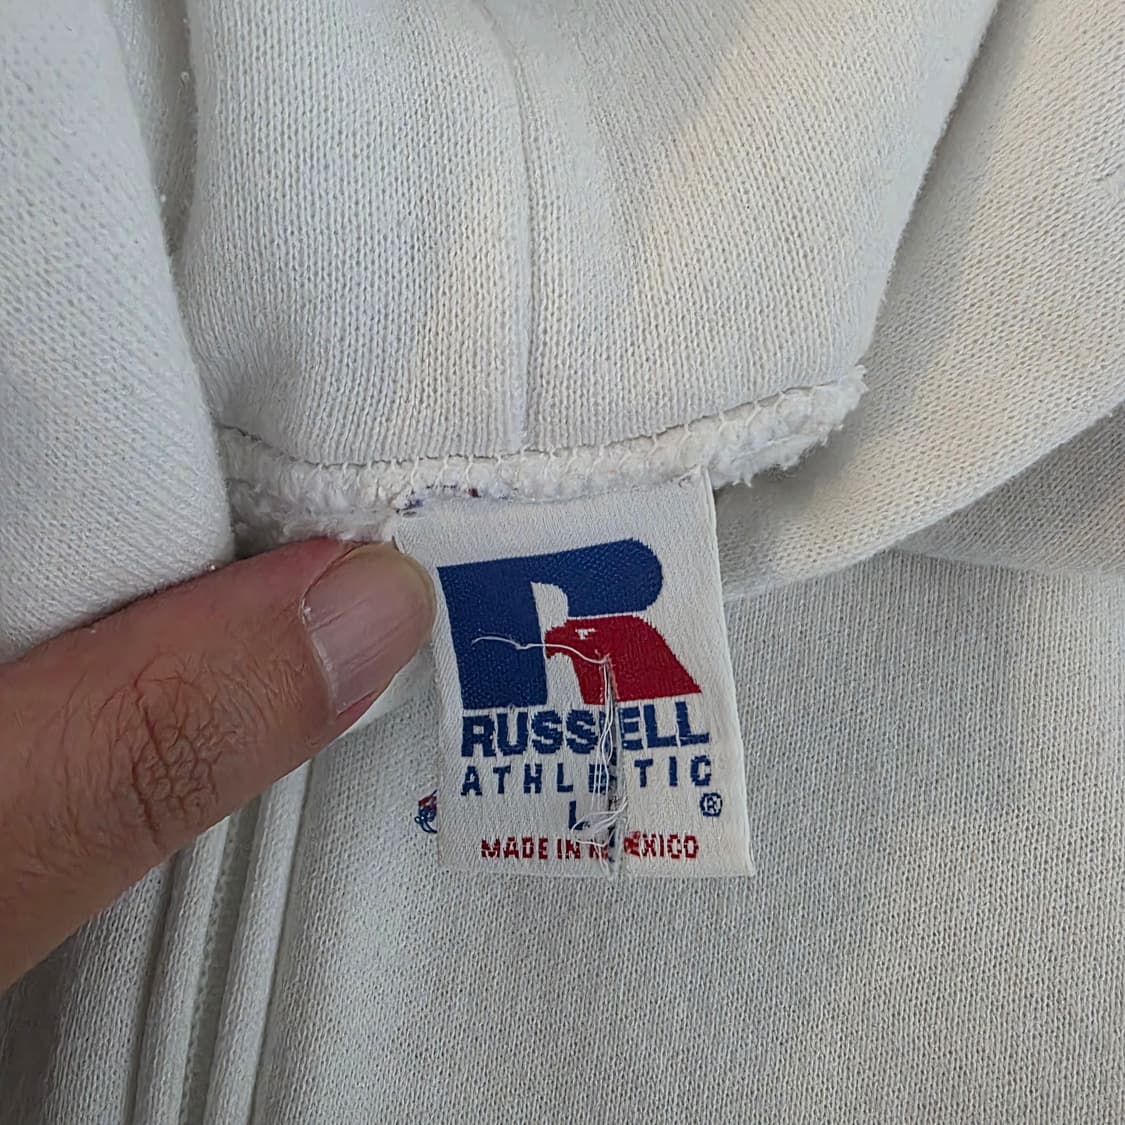 R
RUSSELL
ATHLETIC
®
L
MADE IN MEXICO